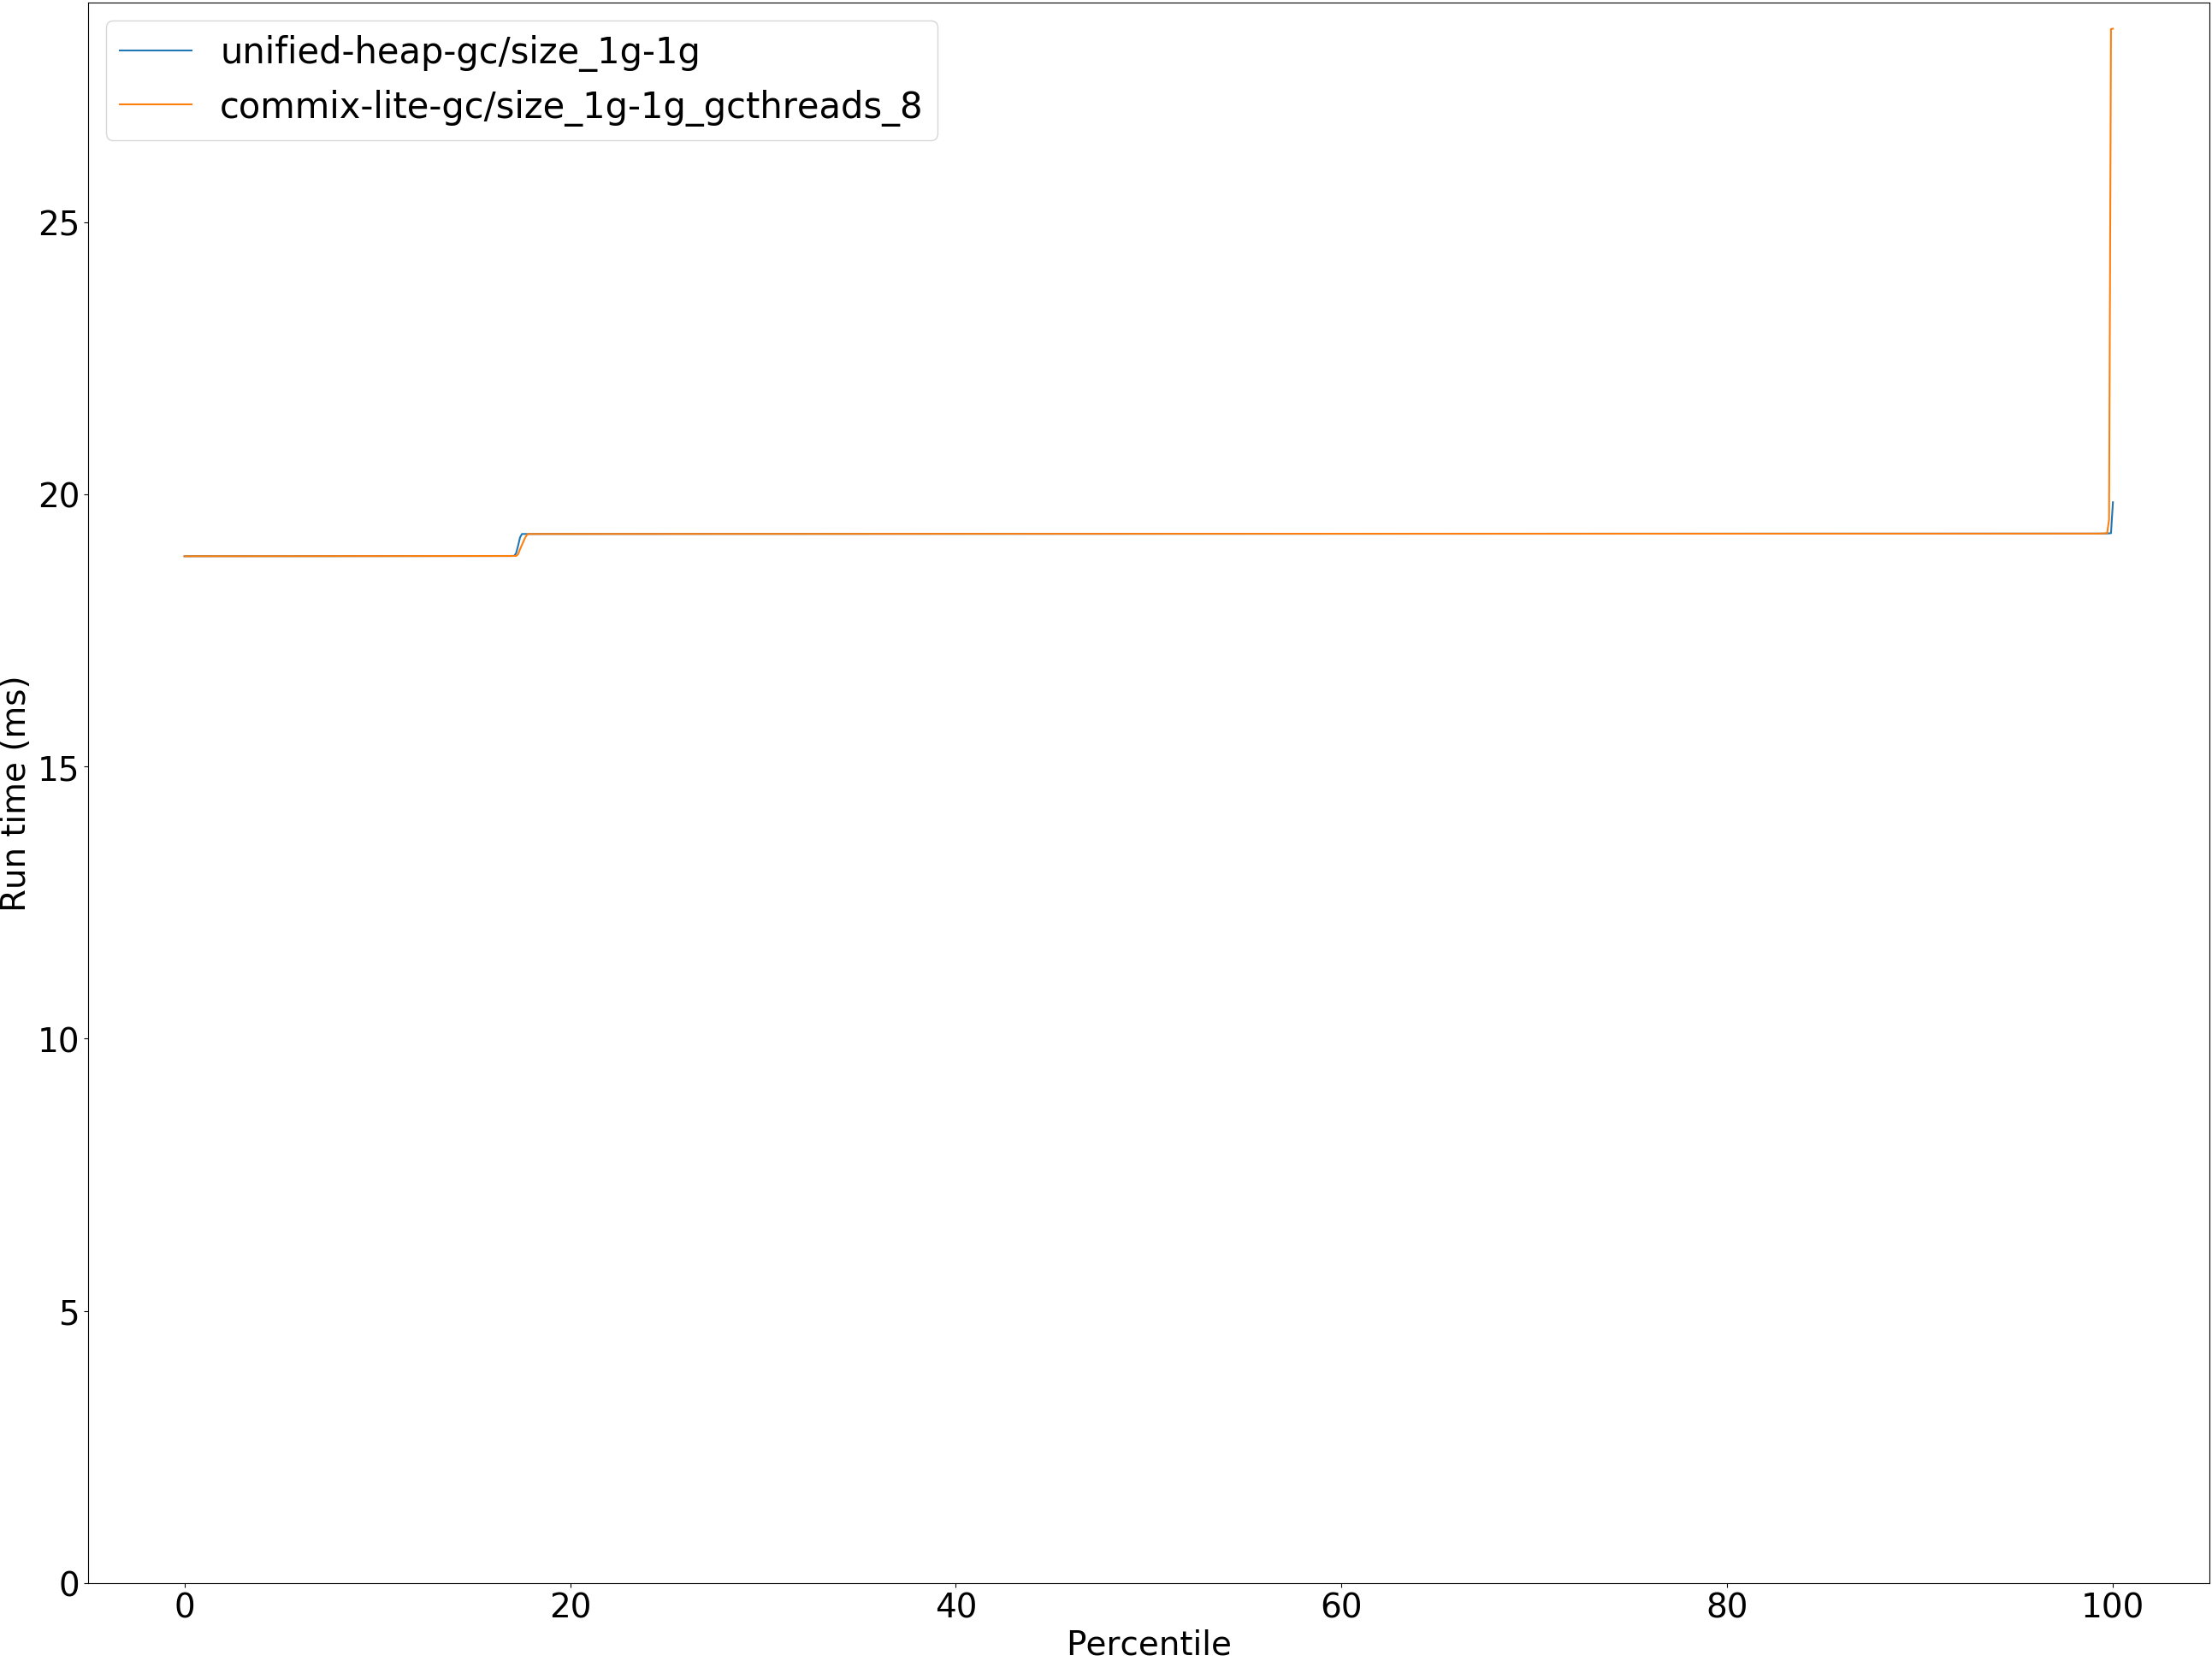 unified-heap-gc/size_1g-1g
commix-lite-gc/size_1g-1g_gcthreads_8
25
20
15
10
5
0
Run time (ms)
0 20 40 60 80 100
Percentile